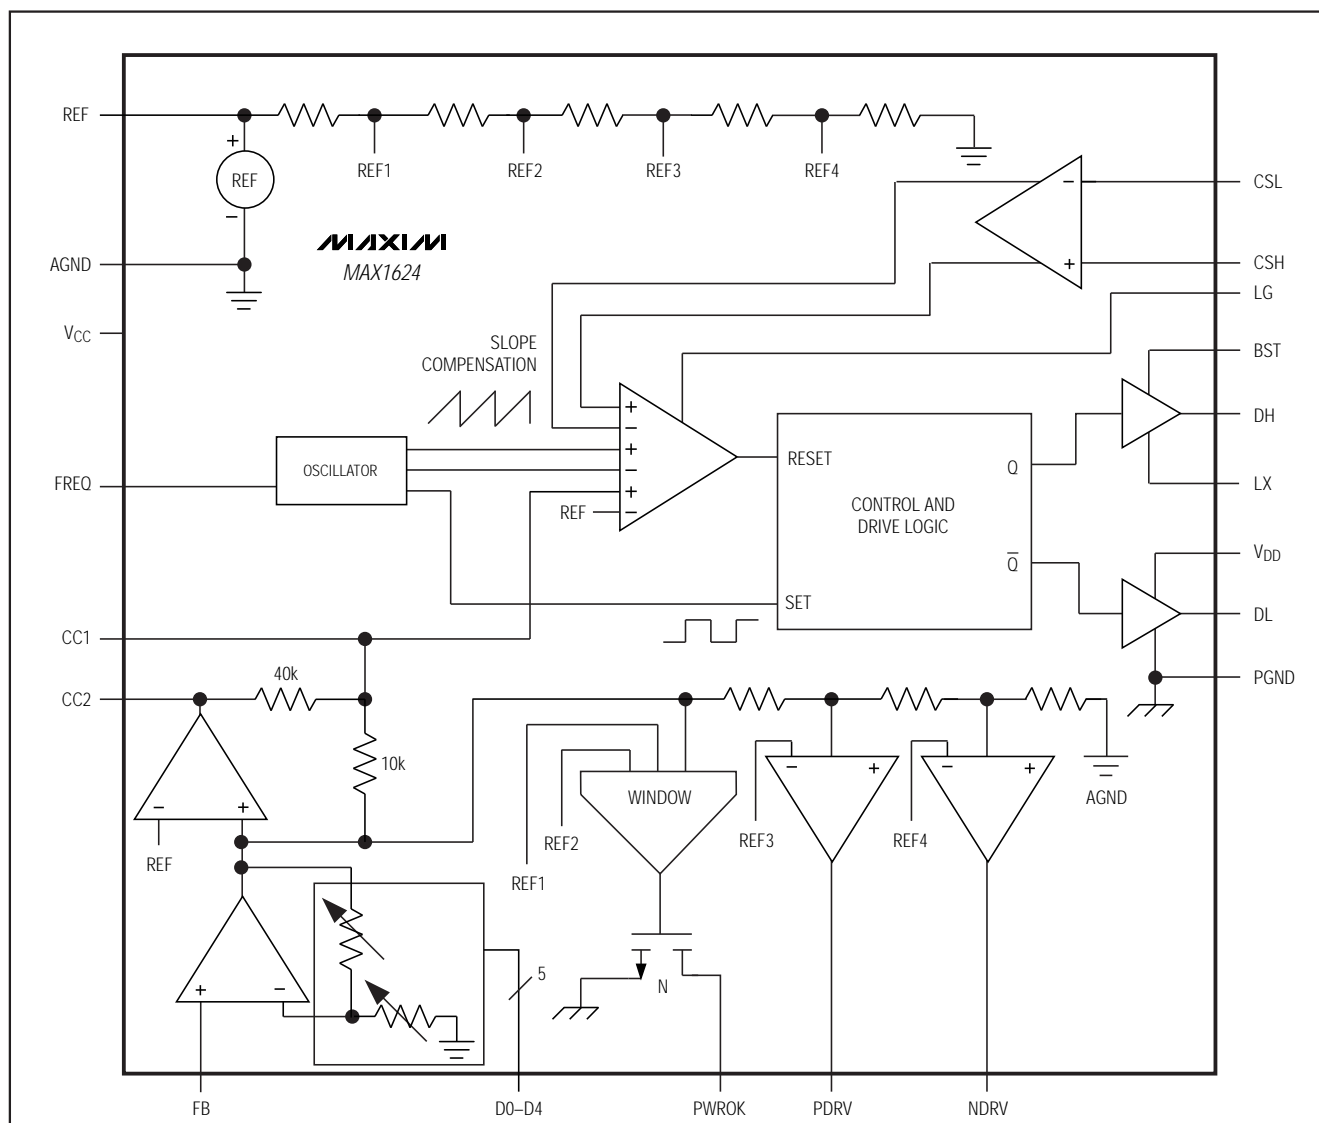 REF
REF1
REF2
REF3
REF4
+
REF
−
AGND
MAXIM
MAX1624
VCC
−
CSL
+
CSH
LG
SLOPE
COMPENSATION
BST
DH
LX
+
−
+
−
+
−
REF
OSCILLATOR
FREQ
RESET
Q
CONTROL AND
DRIVE LOGIC
Q̅
SET
VDD
DL
PGND
CC1
CC2
40k
10k
−
+
REF
WINDOW
REF2
REF1
−
+
REF3
−
+
REF4
AGND
+
−
5
N
FB
D0–D4
PWROK
PDRV
NDRV